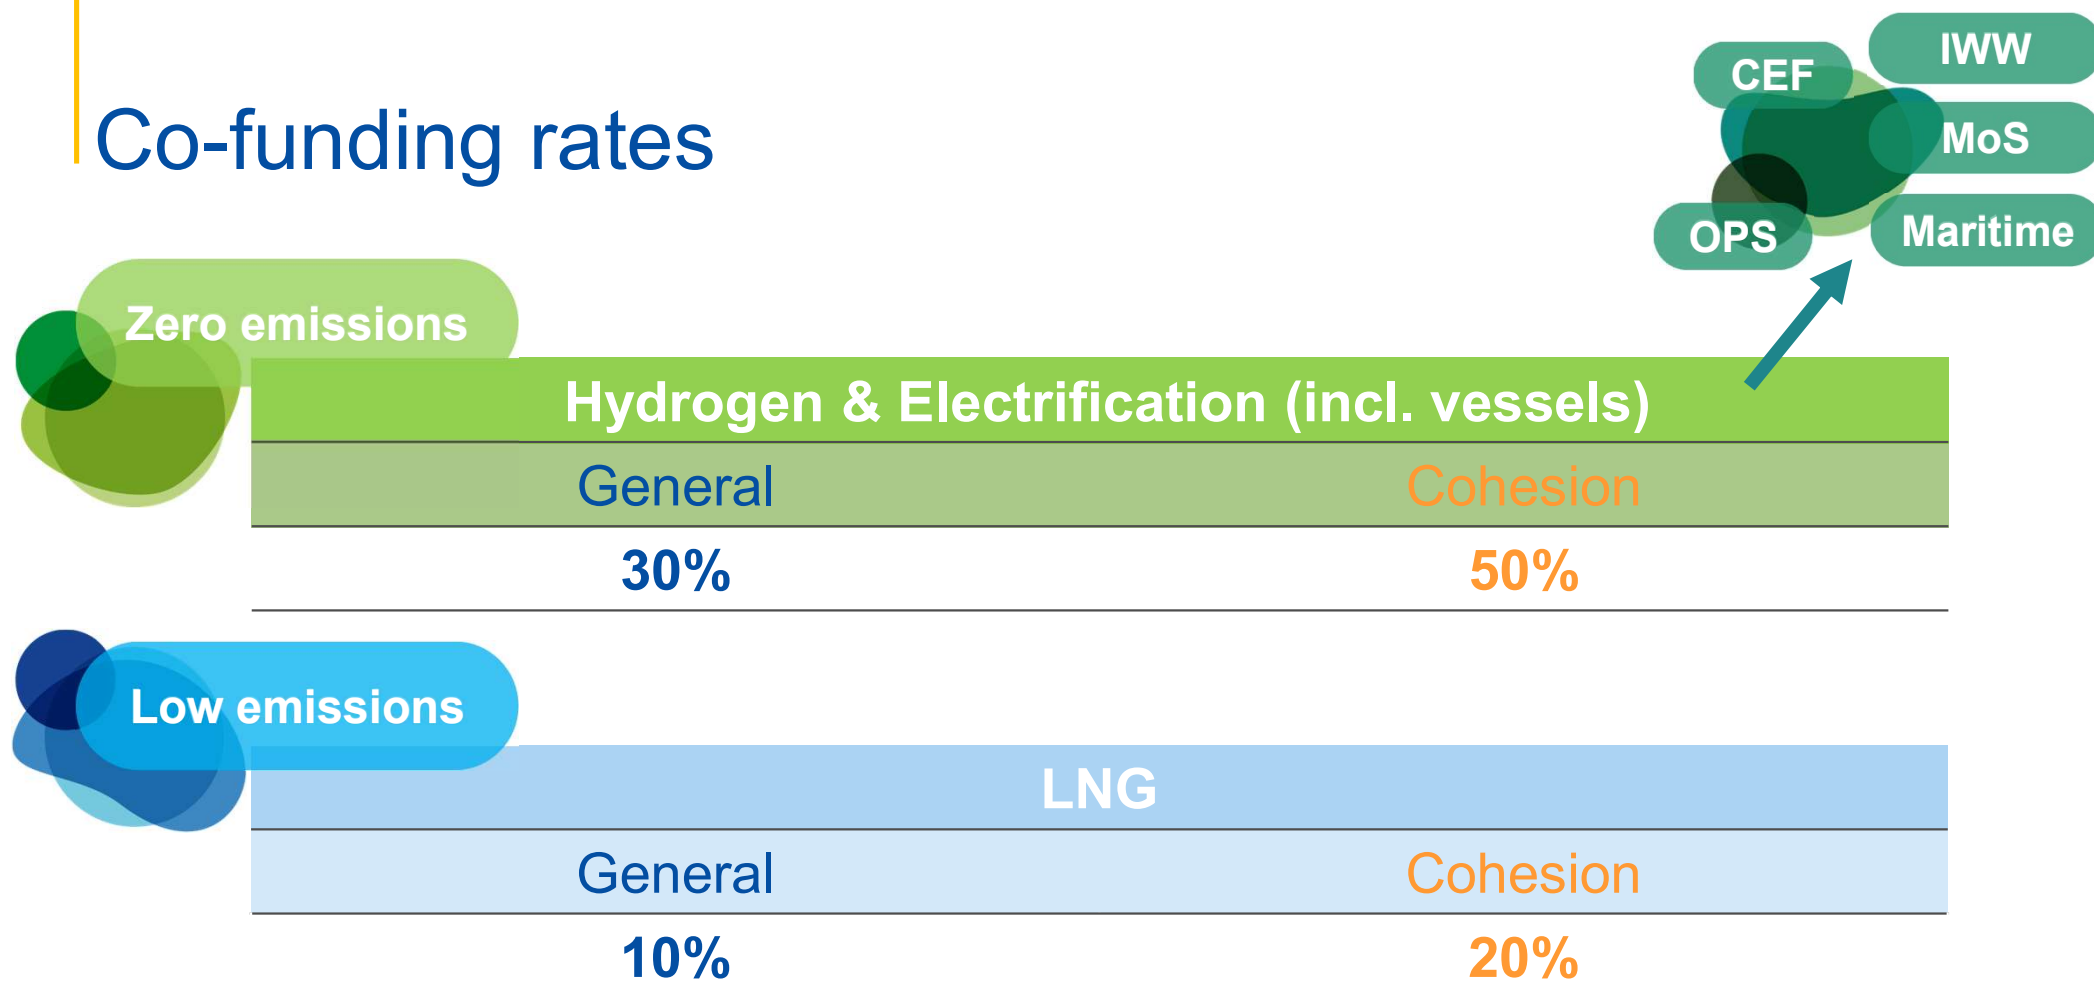 Co-funding rates
CEF
IWW
MoS
OPS
Maritime
Zero emissions
Hydrogen & Electrification (incl. vessels)
General Cohesion
30% 50%
Low emissions
LNG
General Cohesion
10% 20%